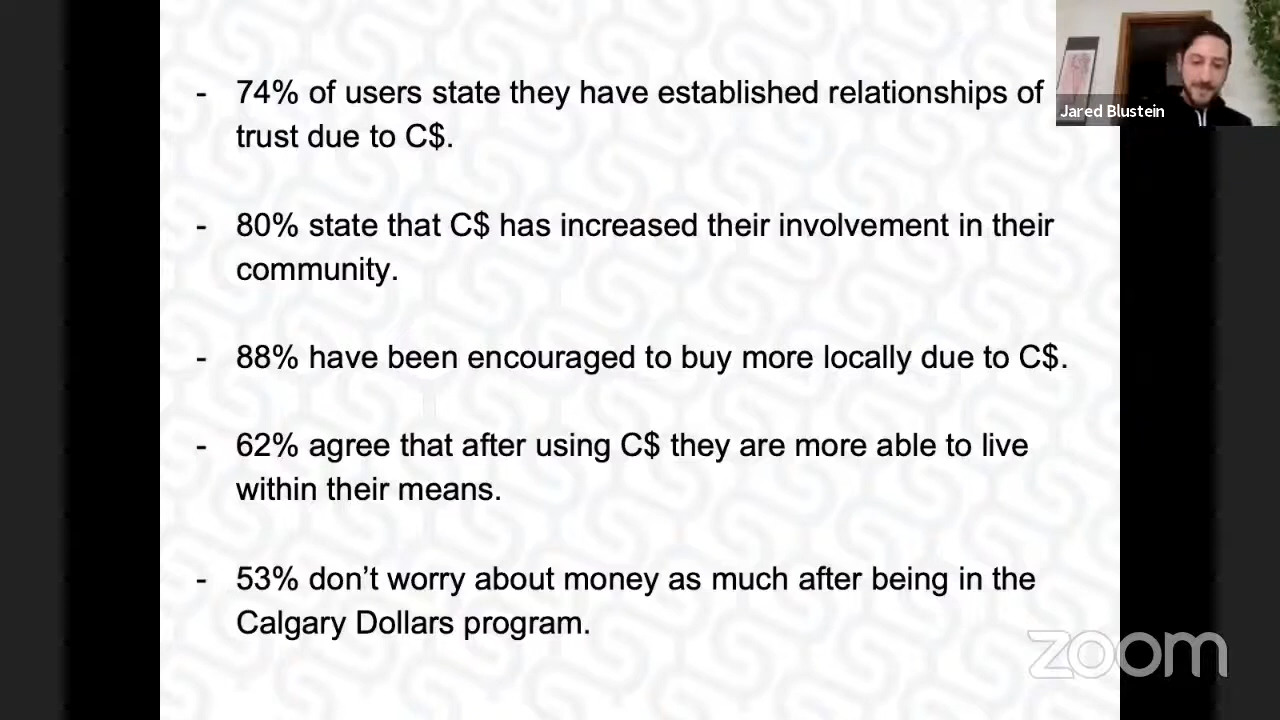 - 74% of users state they have established relationships of
trust due to C$.
- 80% state that C$ has increased their involvement in their
community.
- 88% have been encouraged to buy more locally due to C$.
- 62% agree that after using C$ they are more able to live
within their means.
- 53% don’t worry about money as much after being in the
Calgary Dollars program.
Jared Blustein
zoom